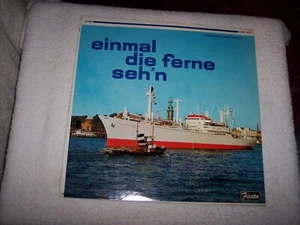 einmal
die ferne
seh'n
Fiesta